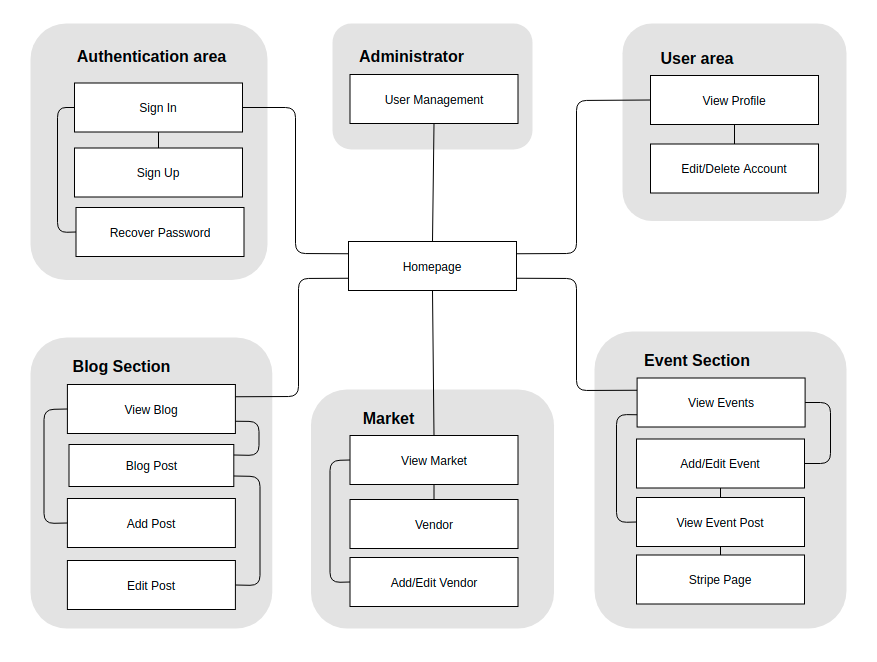 Authentication area
Sign In
Sign Up
Recover Password
Administrator
User Management
User area
View Profile
Edit/Delete Account
Homepage
Blog Section
View Blog
Blog Post
Add Post
Edit Post
Market
View Market
Vendor
Add/Edit Vendor
Event Section
View Events
Add/Edit Event
View Event Post
Stripe Page